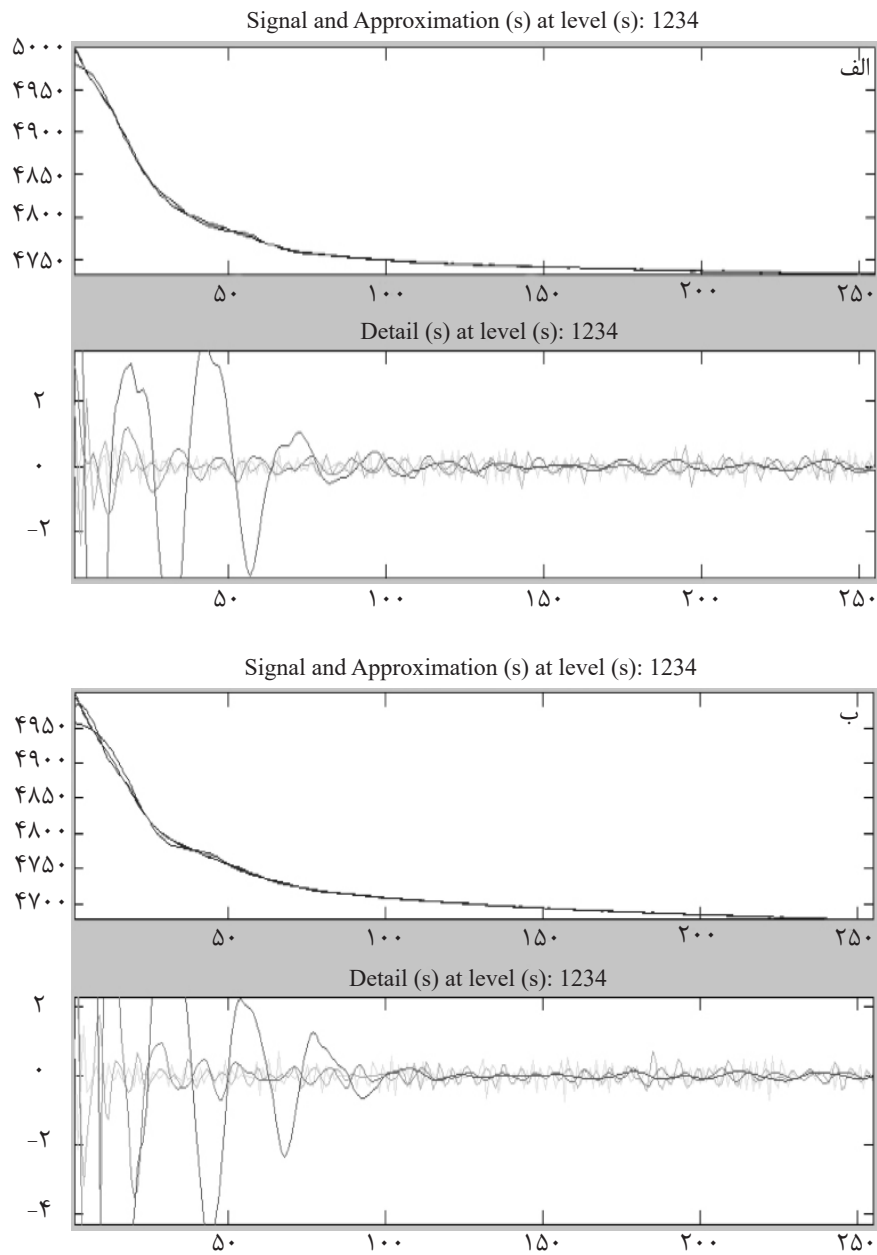 Signal and Approximation (s) at level (s): 1234
الف
۵۰۰۰
۴۹۵۰
۴۹۰۰
۴۸۵۰
۴۸۰۰
۴۷۵۰
۵۰ ۱۰۰ ۱۵۰ ۲۰۰ ۲۵۰
Detail (s) at level (s): 1234
۲
۰
-۲
۵۰ ۱۰۰ ۱۵۰ ۲۰۰ ۲۵۰
Signal and Approximation (s) at level (s): 1234
ب
۴۹۵۰
۴۹۰۰
۴۸۵۰
۴۸۰۰
۴۷۵۰
۴۷۰۰
۵۰ ۱۰۰ ۱۵۰ ۲۰۰ ۲۵۰
Detail (s) at level (s): 1234
۲
۰
-۲
-۴
۵۰ ۱۰۰ ۱۵۰ ۲۰۰ ۲۵۰